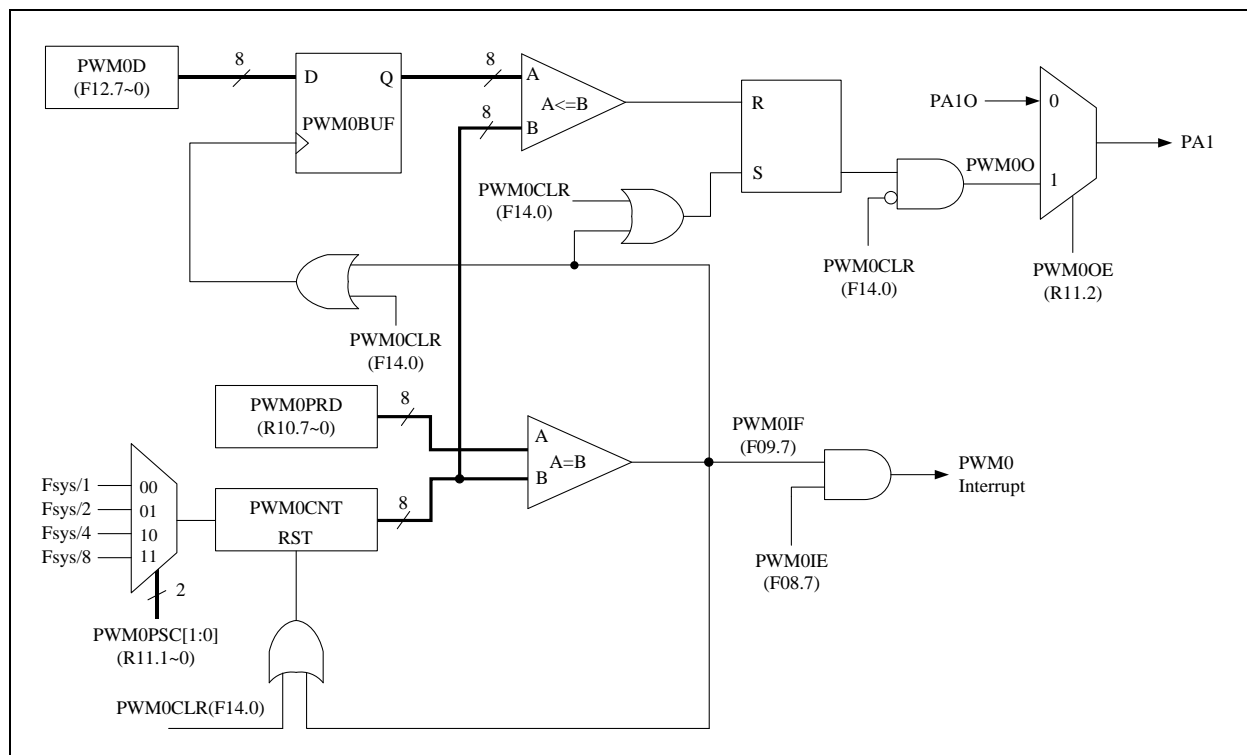 PWM0D
(F12.7~0)
8
D
Q
PWM0BUF
8
A
A<=B
8
B
R
S
PWM0CLR
(F14.0)
PA1O
0
1
PA1
PWM0O
PWM0CLR
(F14.0)
PWM0OE
(R11.2)
PWM0CLR
(F14.0)
PWM0PRD
(R10.7~0)
8
A
A=B
B
PWM0IF
(F09.7)
PWM0
Interrupt
PWM0IE
(F08.7)
Fsys/1
00
Fsys/2
01
Fsys/4
10
Fsys/8
11
PWM0CNT
RST
8
2
PWM0PSC[1:0]
(R11.1~0)
PWM0CLR(F14.0)